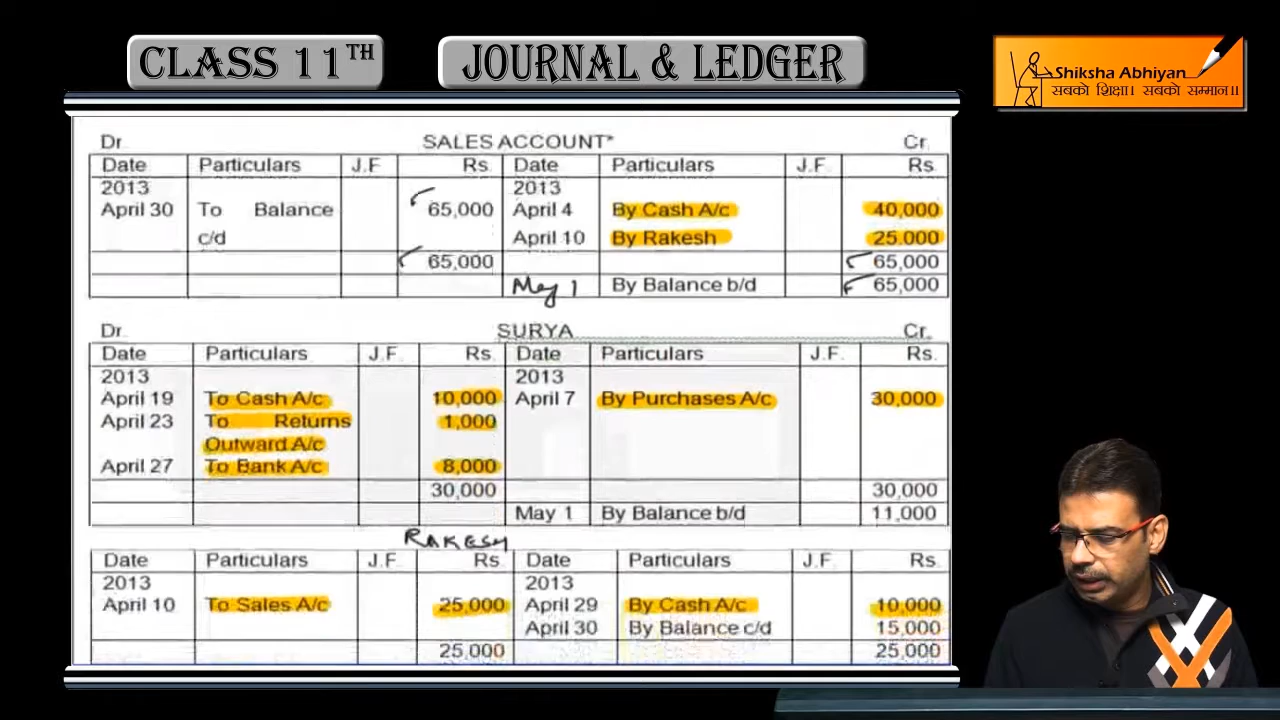 CLASS 11TH
JOURNAL & LEDGER
Shiksha Abhiyan
सबको शिक्षा। सबको सम्मान॥
Dr. SALES ACCOUNT* Cr.
Date Particulars J.F Rs. Date Particulars J.F. Rs.
2013 2013
April 30 To Balance 65,000 April 4 By Cash A/c 40,000
c/d April 10 By Rakesh 25.000
65,000 65,000
May 1 By Balance b/d 65,000
Dr. SURYA Cr.
Date Particulars J.F. Rs. Date Particulars J.F. Rs.
2013 2013
April 19 To Cash A/c 10,000 April 7 By Purchases A/c 30,000
April 23 To Returns 1,000
Outward A/c
April 27 To Bank A/c 8,000
30,000 30,000
May 1 By Balance b/d 11,000
RAKESH
Date Particulars J.F. Rs. Date Particulars J.F. Rs.
2013 2013
April 10 To Sales A/c 25,000 April 29 By Cash A/c 10,000
April 30 By Balance c/d 15,000
25,000 25,000